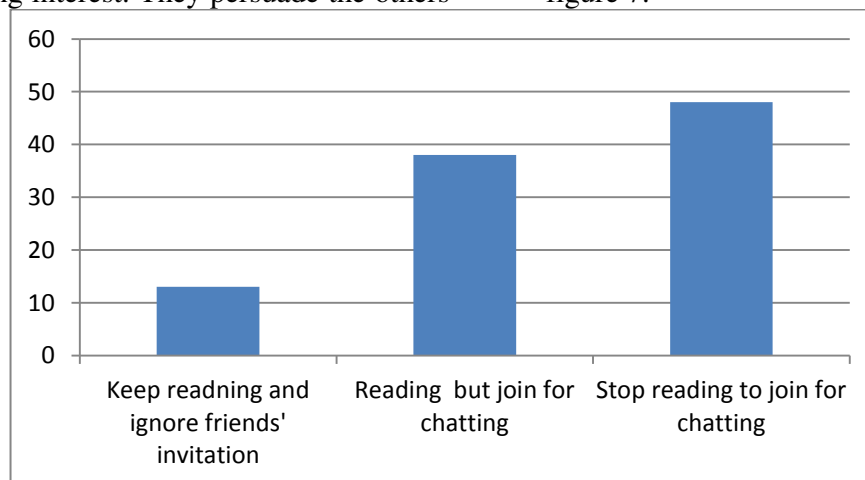 interest. They persuade the others figure 7.
60
50
40
30
20
10
0
Keep readning and
ignore friends'
invitation
Reading but join for
chatting
Stop reading to join for
chatting